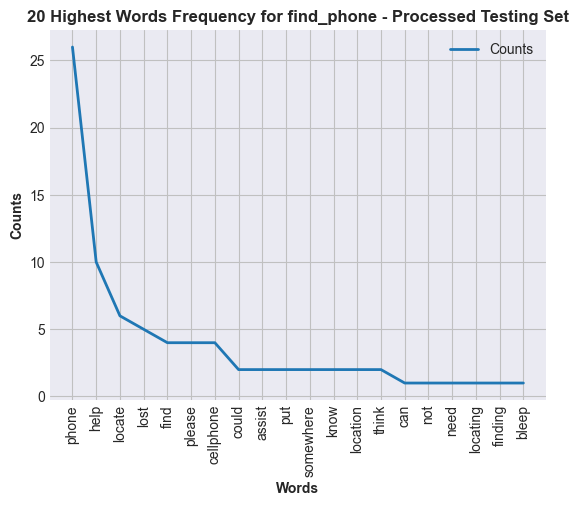 20 Highest Words Frequency for find_phone - Processed Testing Set
Counts
25
20
15
10
5
0
Counts
phone
help
locate
lost
find
please
cellphone
could
assist
put
somewhere
know
location
think
can
not
need
locating
finding
bleep
Words